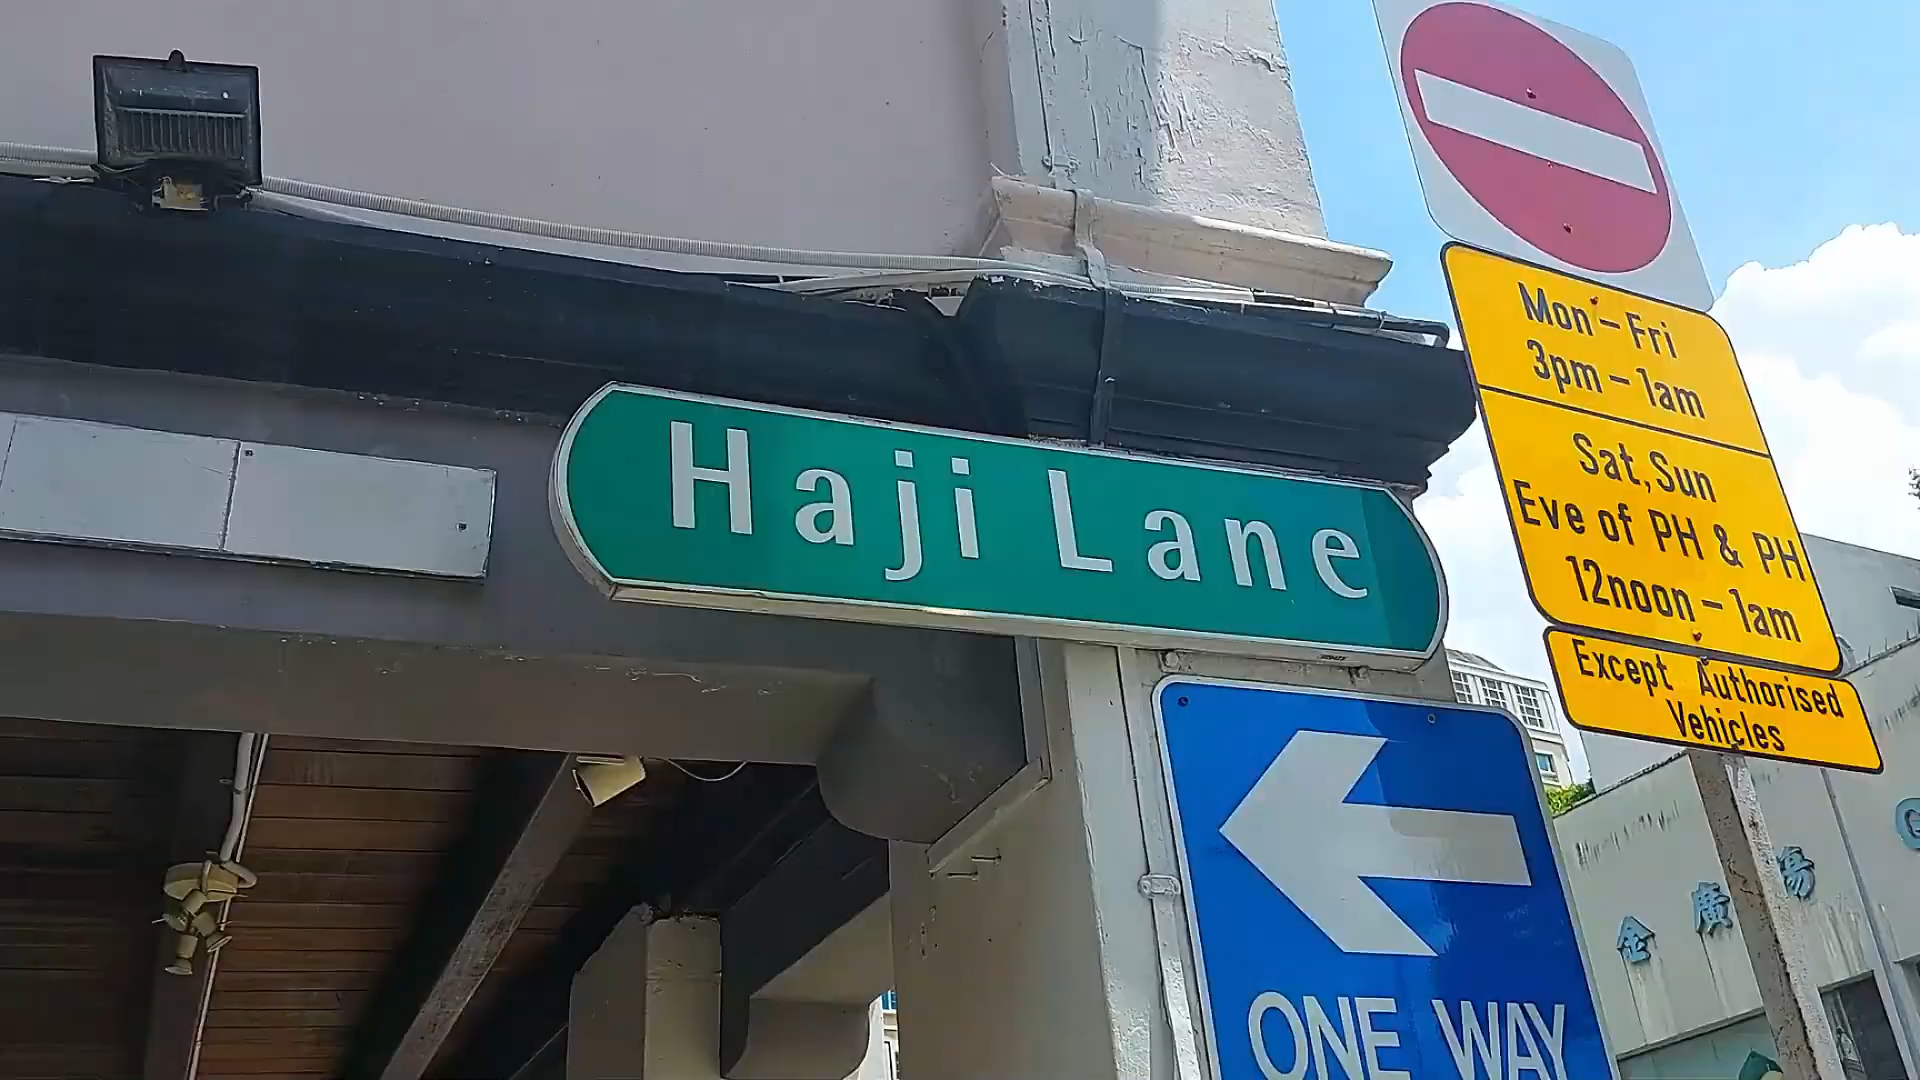 Haji Lane
Mon – Fri
3pm – 1am
Sat, Sun
Eve of PH & PH
12noon – 1am
Except Authorised
Vehicles
ONE WAY
金廣場
G